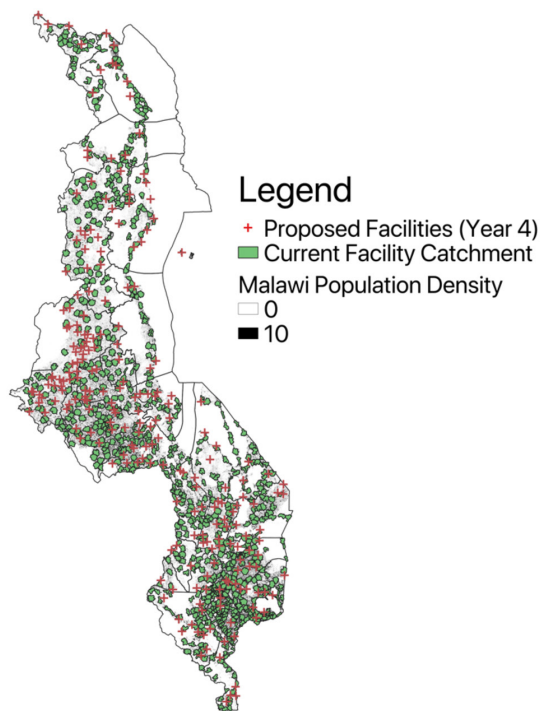 Legend
Proposed Facilities (Year 4)
Current Facility Catchment
Malawi Population Density
0
10